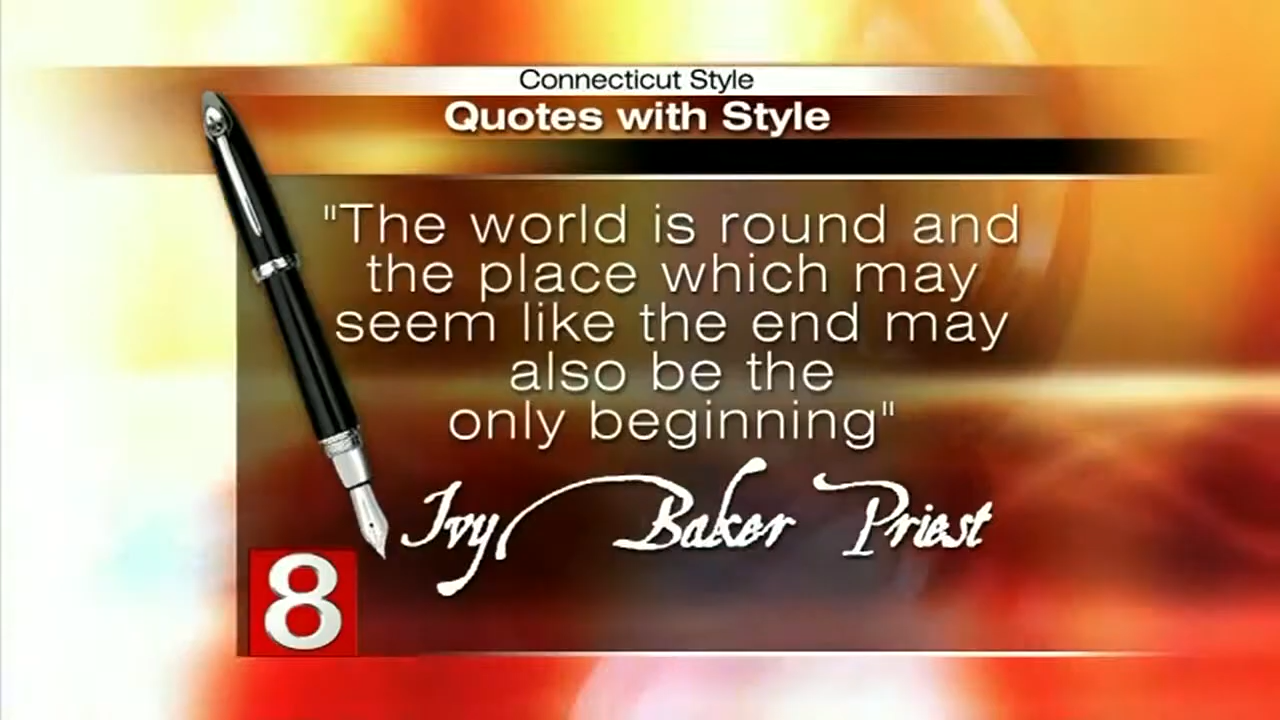 Connecticut Style
Quotes with Style
"The world is round and
the place which may
seem like the end may
also be the
only beginning"
Ivy Baker Priest
8